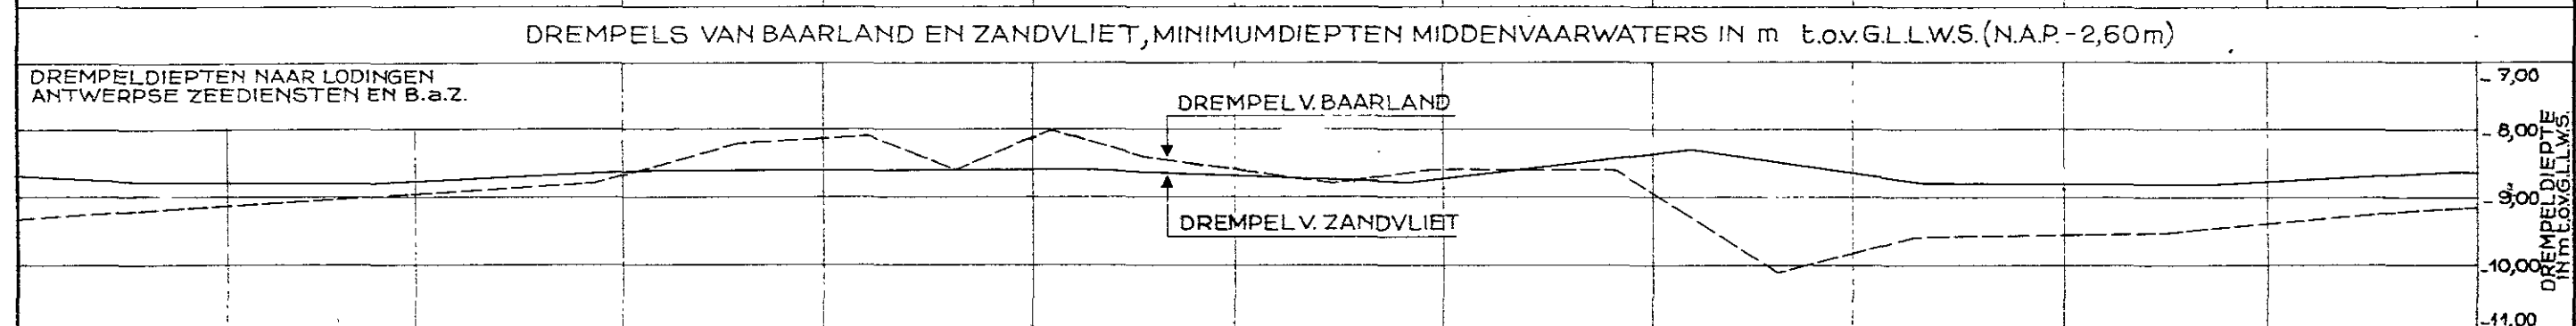 DREMPELS VAN BAARLAND EN ZANDVLIET, MINIMUMDIEPTEN MIDDENVAARWATERS IN m t.o.v. G.L.L.W.S. (N.A.P. -2,60m)
DREMPELDIEPTEN NAAR LODINGEN
ANTWERPSE ZEEDIENSTEN EN B.a.Z.
DREMPEL V. BAARLAND
DREMPEL V. ZANDVLIET
- 7,00
- 8,00
- 9,00
-10,00
-11,00
DREMPELDIEPTE
IN m t.o.v. G.L.L.W.S.